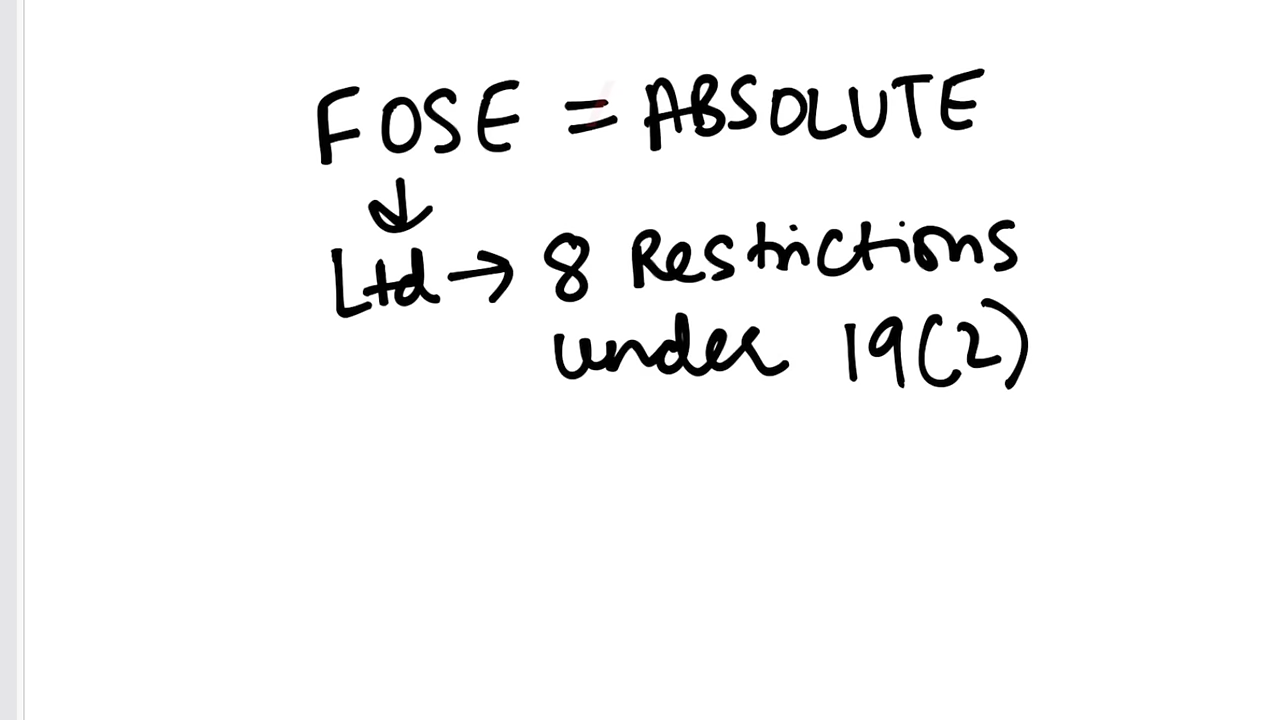 FOSE = ABSOLUTE
↓
Ltd → 8 Restrictions
under 19(2)